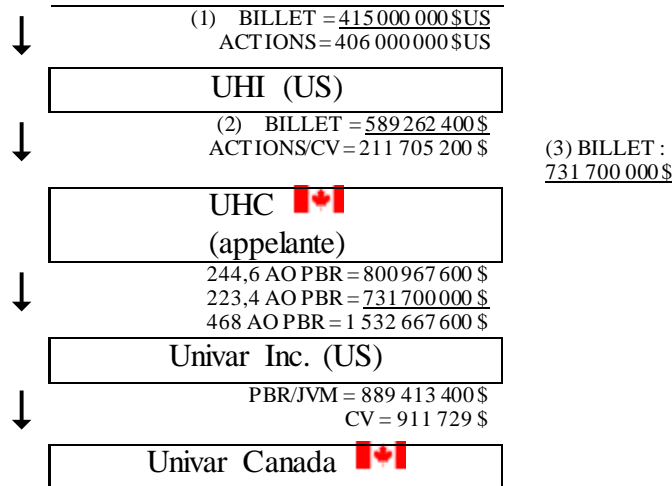 (1) BILLET = 415 000 000 $US
ACTIONS = 406 000 000 $US
UHI (US)
(2) BILLET = 589 262 400 $
ACTIONS/CV = 211 705 200 $
(3) BILLET :
731 700 000 $
UHC
(appelante)
244,6 AO PBR = 800 967 600 $
223,4 AO PBR = 731 700 000 $
468 AO PBR = 1 532 667 600 $
Univar Inc. (US)
PBR/JVM = 889 413 400 $
CV = 911 729 $
Univar Canada